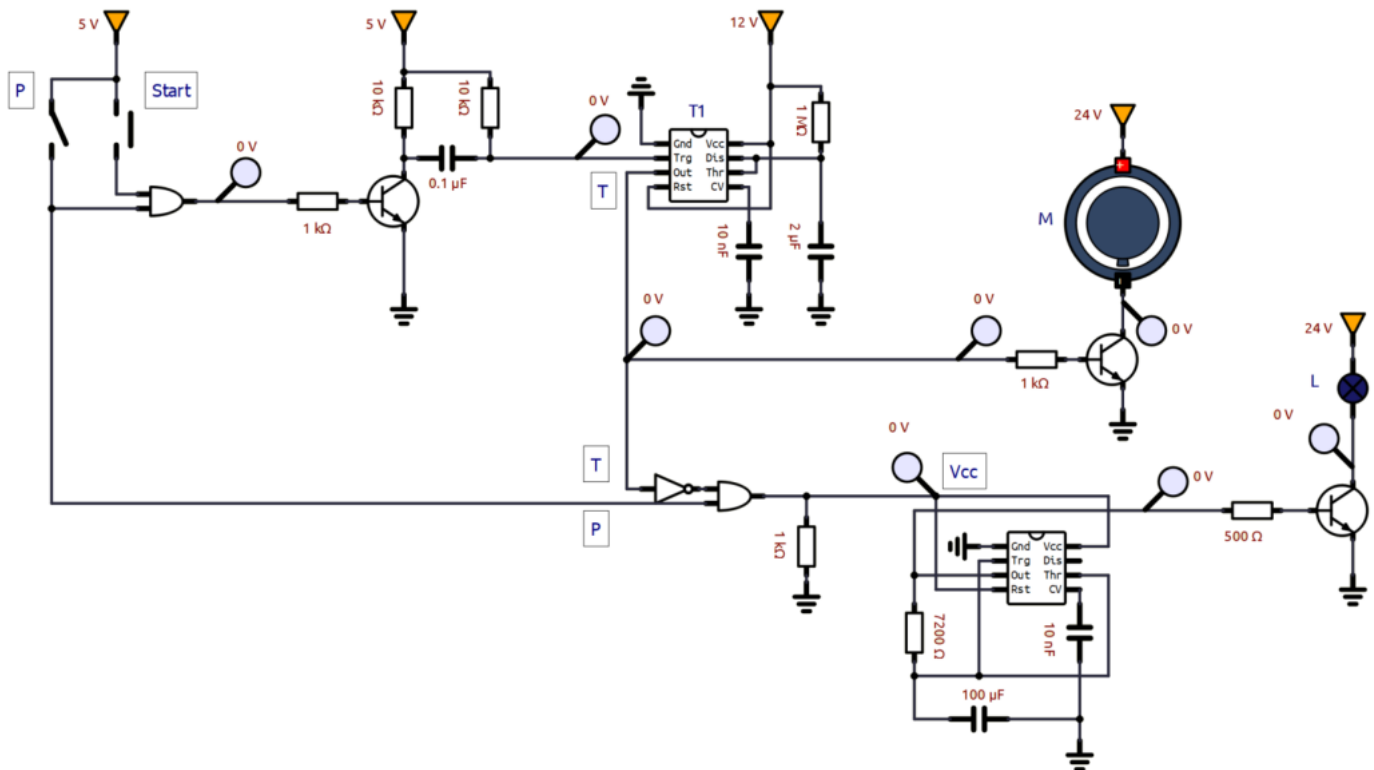 5 V
5 V
12 V
P
Start
10 kΩ
10 kΩ
0.1 µF
0 V
1 kΩ
0 V
T1
Gnd
Trg
Out
Rst
Vcc
Dis
Thr
CV
T
1 MΩ
10 nF
2 µF
24 V
M
0 V
0 V
0 V
1 kΩ
24 V
L
0 V
T
P
1 kΩ
0 V
Vcc
0 V
500 Ω
Gnd
Trg
Out
Rst
Vcc
Dis
Thr
CV
7200 Ω
10 nF
100 µF